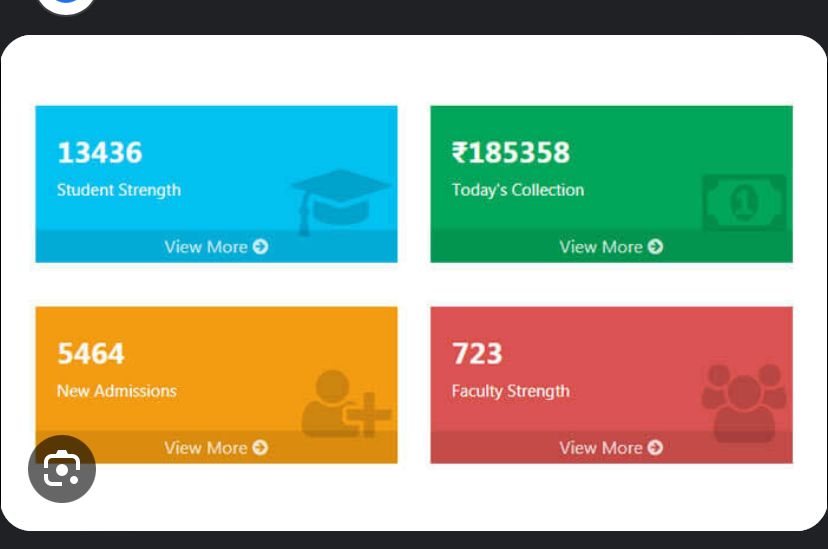 13436
Student Strength
View More
₹185358
Today's Collection
View More
5464
New Admissions
View More
723
Faculty Strength
View More